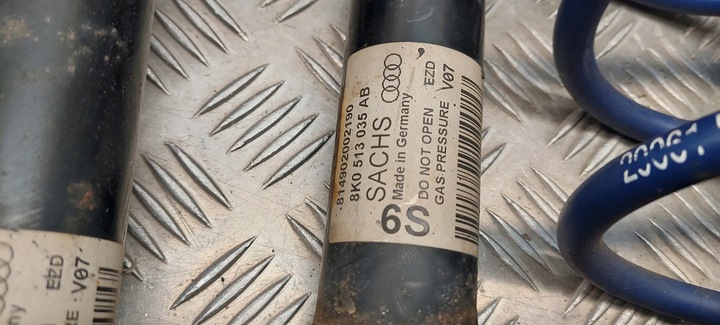 814902002190
8K0 513 035 AB
SACHS
Made in Germany
DO NOT OPEN
GAS PRESSURE
EZD
V07
6S
EZD
RE
V07